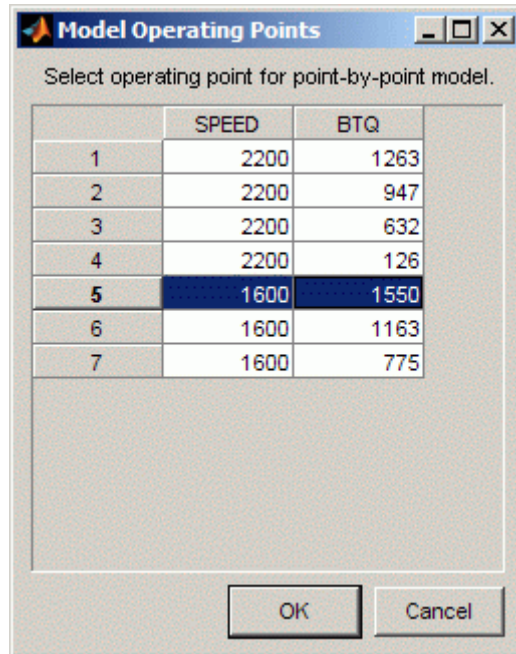 Model Operating Points
Select operating point for point-by-point model.
SPEED BTQ
1 2200 1263
2 2200 947
3 2200 632
4 2200 126
5 1600 1550
6 1600 1163
7 1600 775
OK Cancel